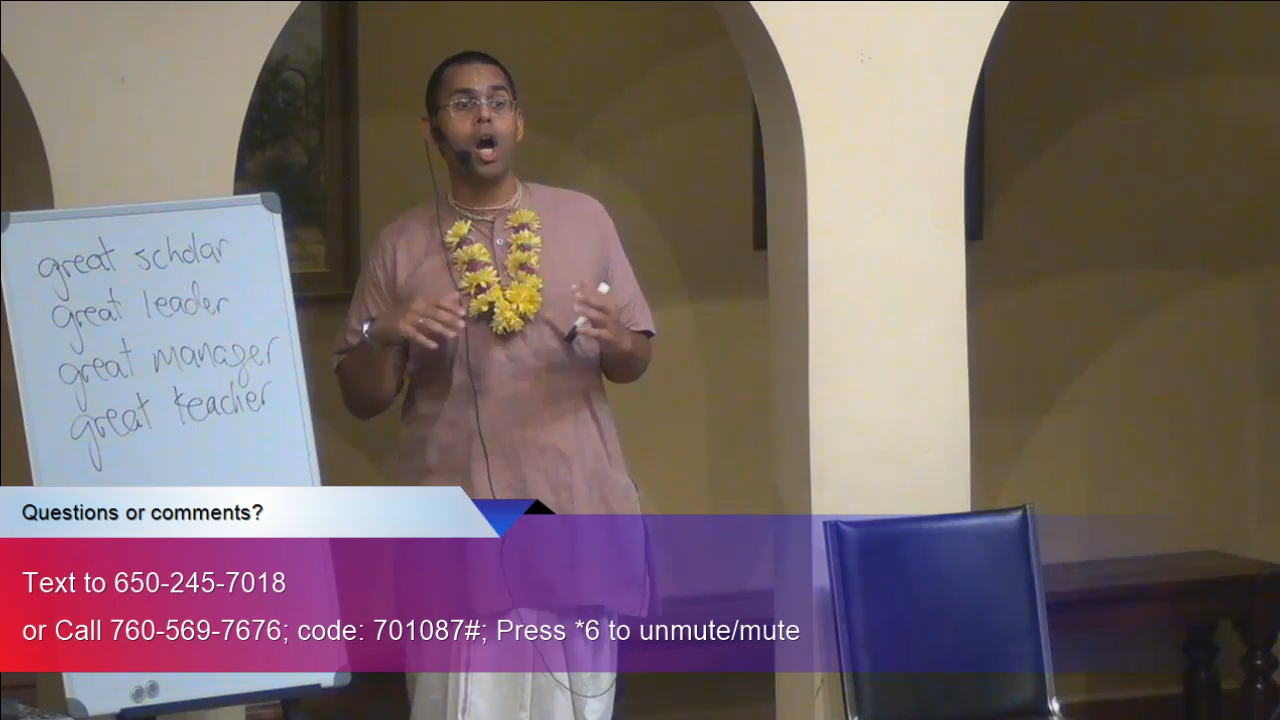 great scholar
great leader
great manager
great teacher
Questions or comments?
Text to 650-245-7018
or Call 760-569-7676; code: 701087#; Press *6 to unmute/mute